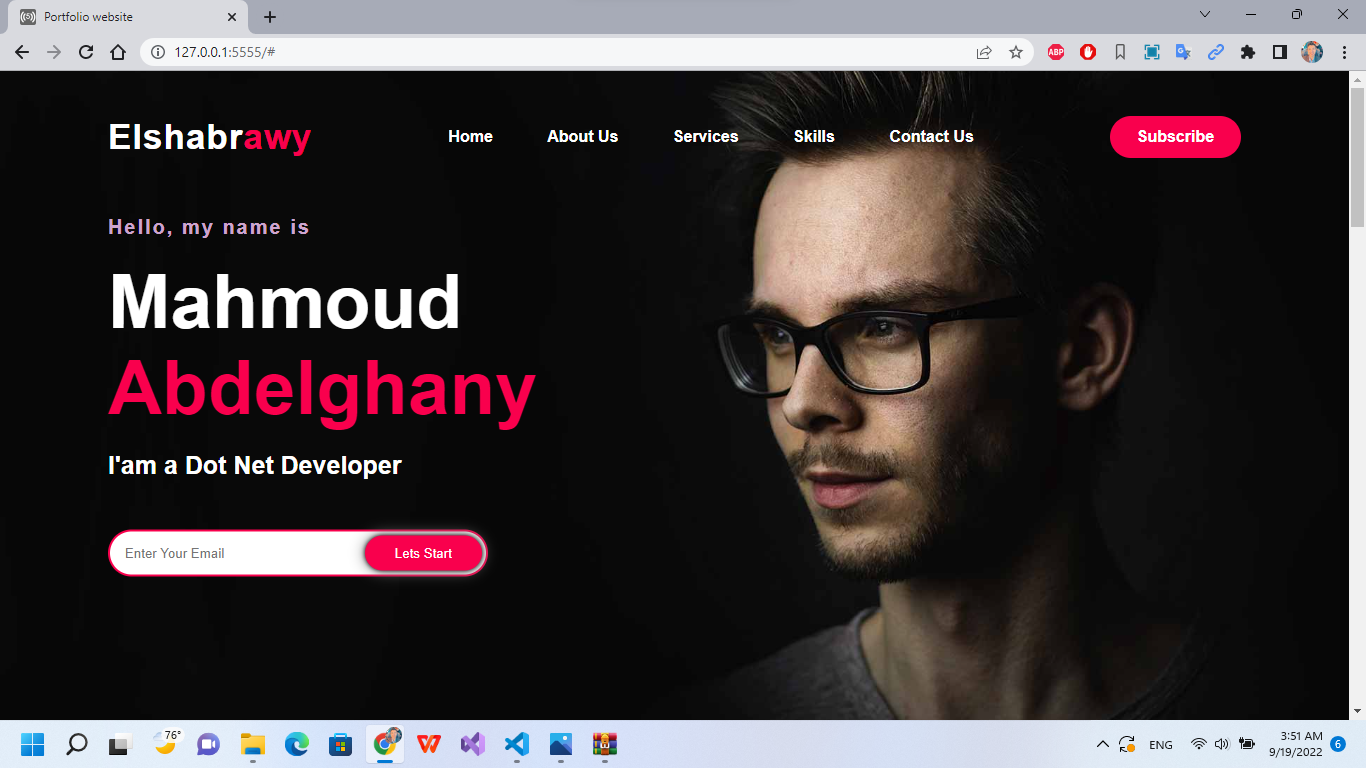 Portfolio website
127.0.0.1:5555/#
ABP
Elshabrawy
Home
About Us
Services
Skills
Contact Us
Subscribe
Hello, my name is
Mahmoud
Abdelghany
I'am a Dot Net Developer
Enter Your Email
Lets Start
76°
ENG
3:51 AM
9/19/2022
6